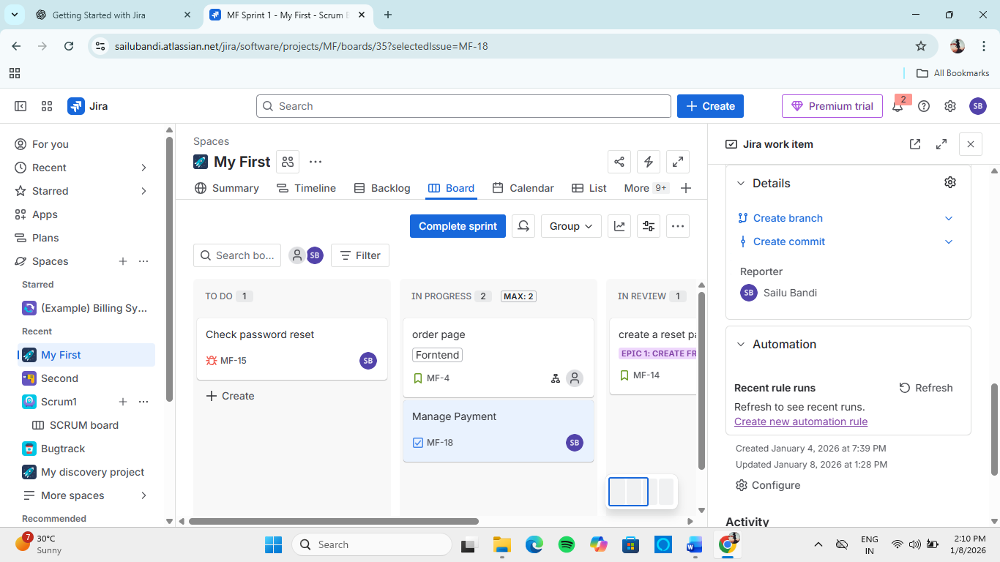 Getting Started with Jira
MF Sprint 1 - My First - Scrum B
sailubandi.atlassian.net/jira/software/projects/MF/boards/35?selectedIssue=MF-18
All Bookmarks
Jira
Search
Create
Premium trial
2
SB
For you
Recent
Starred
Apps
Plans
Spaces
Starred
(Example) Billing Sy...
Recent
My First
Second
Scrum1
SCRUM board
Bugtrack
My discovery project
More spaces
Recommended
Spaces
My First
Summary
Timeline
Backlog
Board
Calendar
List
More 9+
Complete sprint
Group
Search bo...
SB
Filter
TO DO 1
Check password reset
MF-15
SB
Create
IN PROGRESS 2 MAX: 2
order page
Forntend
MF-4
Manage Payment
MF-18
SB
IN REVIEW 1
create a reset pa
EPIC 1: CREATE FR
MF-14
Jira work item
Details
Create branch
Create commit
Reporter
SB Sailu Bandi
Automation
Recent rule runs
Refresh
Refresh to see recent runs.
Create new automation rule
Created January 4, 2026 at 7:39 PM
Updated January 8, 2026 at 1:28 PM
Configure
Activity
7
30°C
Sunny
Search
ENG
IN
2:10 PM
1/8/2026